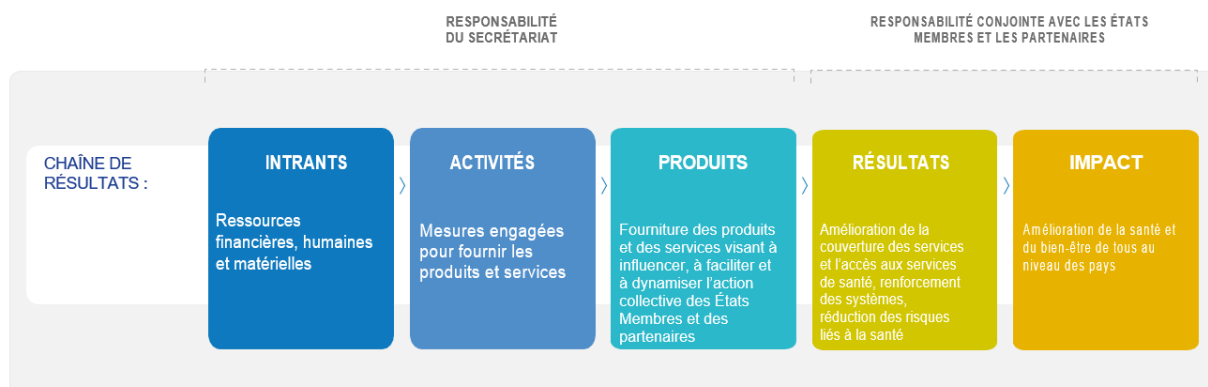 RESPONSABILITÉ
DU SECRÉTARIAT
RESPONSABILITÉ CONJOINTE AVEC LES ÉTATS
MEMBRES ET LES PARTENAIRES
CHAÎNE DE
RÉSULTATS :
INTRANTS
Ressources
financières, humaines
et matérielles
ACTIVITÉS
Mesures engagées
pour fournir les
produits et services
PRODUITS
Fourniture des produits
et des services visant à
influencer, à faciliter et
à dynamiser l'action
collective des États
Membres et des
partenaires
RÉSULTATS
Amélioration de la
couverture des services
et l'accès aux services
de santé, renforcement
des systèmes,
réduction des risques
liés à la santé
IMPACT
Amélioration de la santé et
du bien-être de tous au
niveau des pays